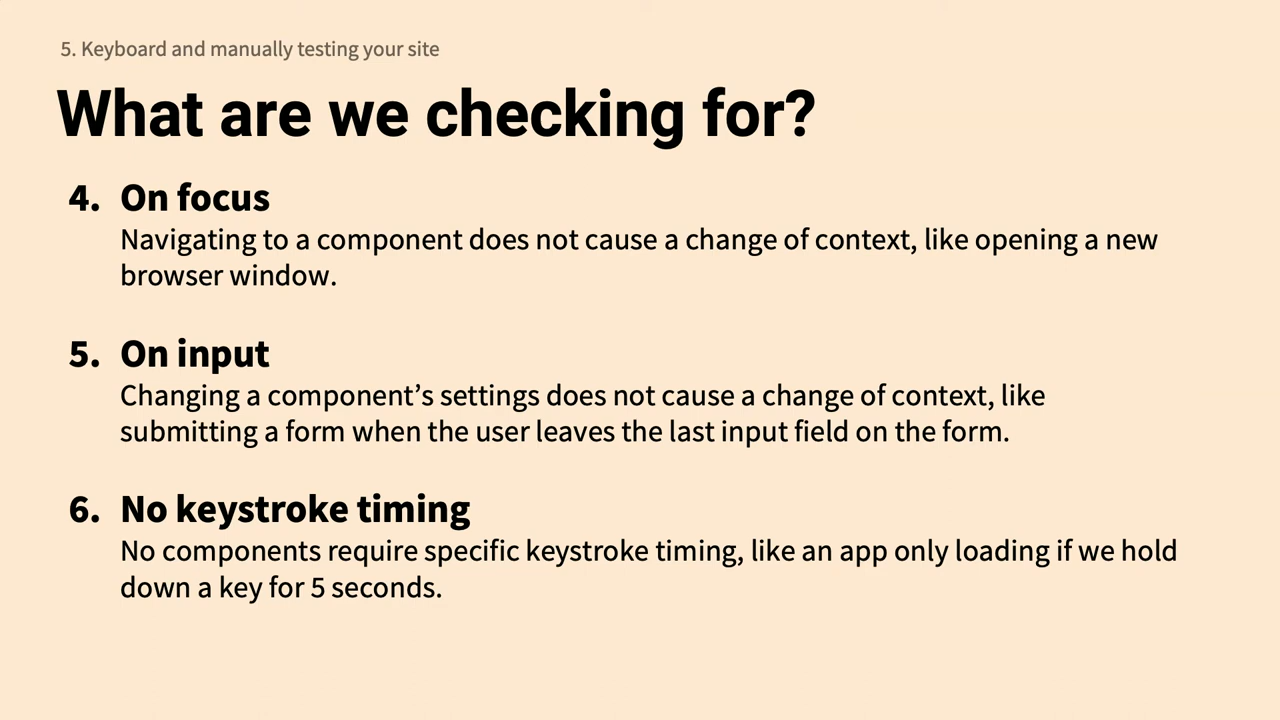 5. Keyboard and manually testing your site
What are we checking for?
4. On focus
Navigating to a component does not cause a change of context, like opening a new
browser window.
5. On input
Changing a component’s settings does not cause a change of context, like
submitting a form when the user leaves the last input field on the form.
6. No keystroke timing
No components require specific keystroke timing, like an app only loading if we hold
down a key for 5 seconds.